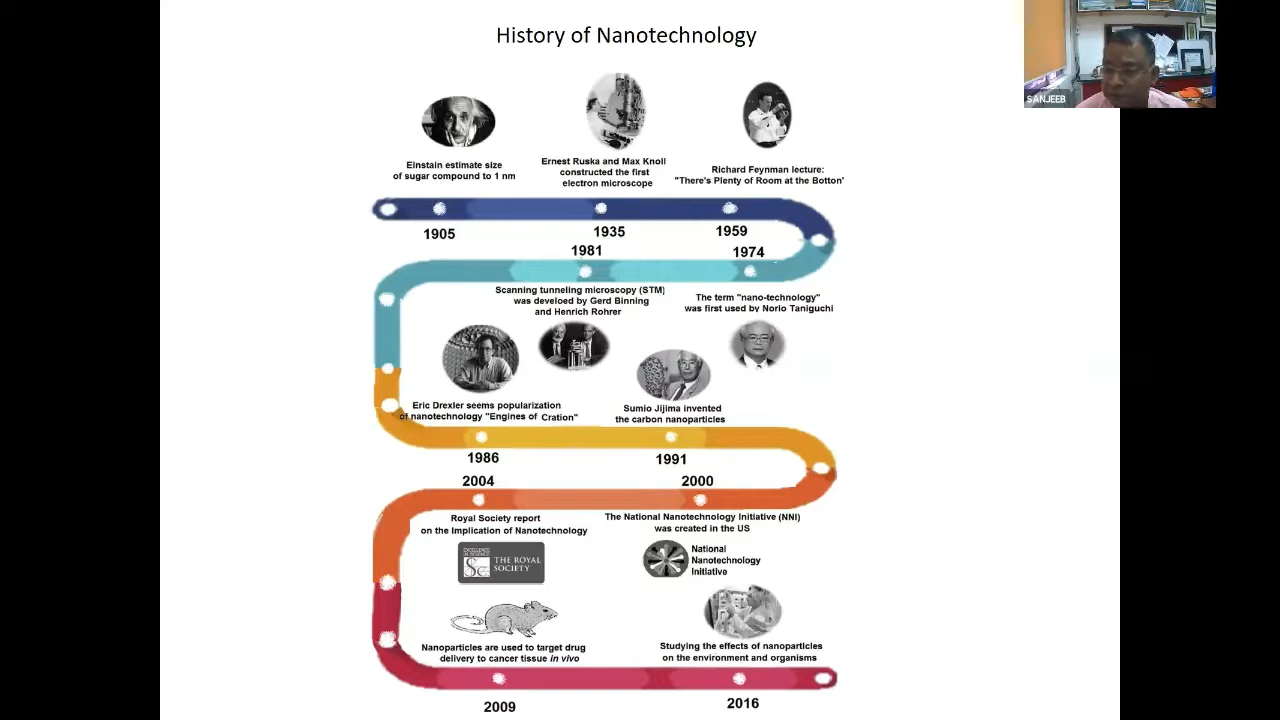 History of Nanotechnology
SANJEEB
Einstain estimate size
of sugar compound to 1 nm
Ernest Ruska and Max Knoll
constructed the first
electron microscope
Richard Feynman lecture:
"There's Plenty of Room at the Botton'
1905
1935
1959
1981
1974
Scanning tunneling microscopy (STM)
was develoed by Gerd Binning
and Henrich Rohrer
The term "nano-technology"
was first used by Norio Taniguchi
Eric Drexler seems popularization
of nanotechnology "Engines of Cration"
Sumio Jijima invented
the carbon nanoparticles
1986
1991
2004
2000
Royal Society report
on the Implication of Nanotechnology
The National Nanotechnology Initiative (NNI)
was created in the US
EXCELLENCE
IN SCIENCE
THE ROYAL
SOCIETY
National
Nanotechnology
Initiative
Nanoparticles are used to target drug
delivery to cancer tissue in vivo
Studying the effects of nanoparticles
on the environment and organisms
2009
2016